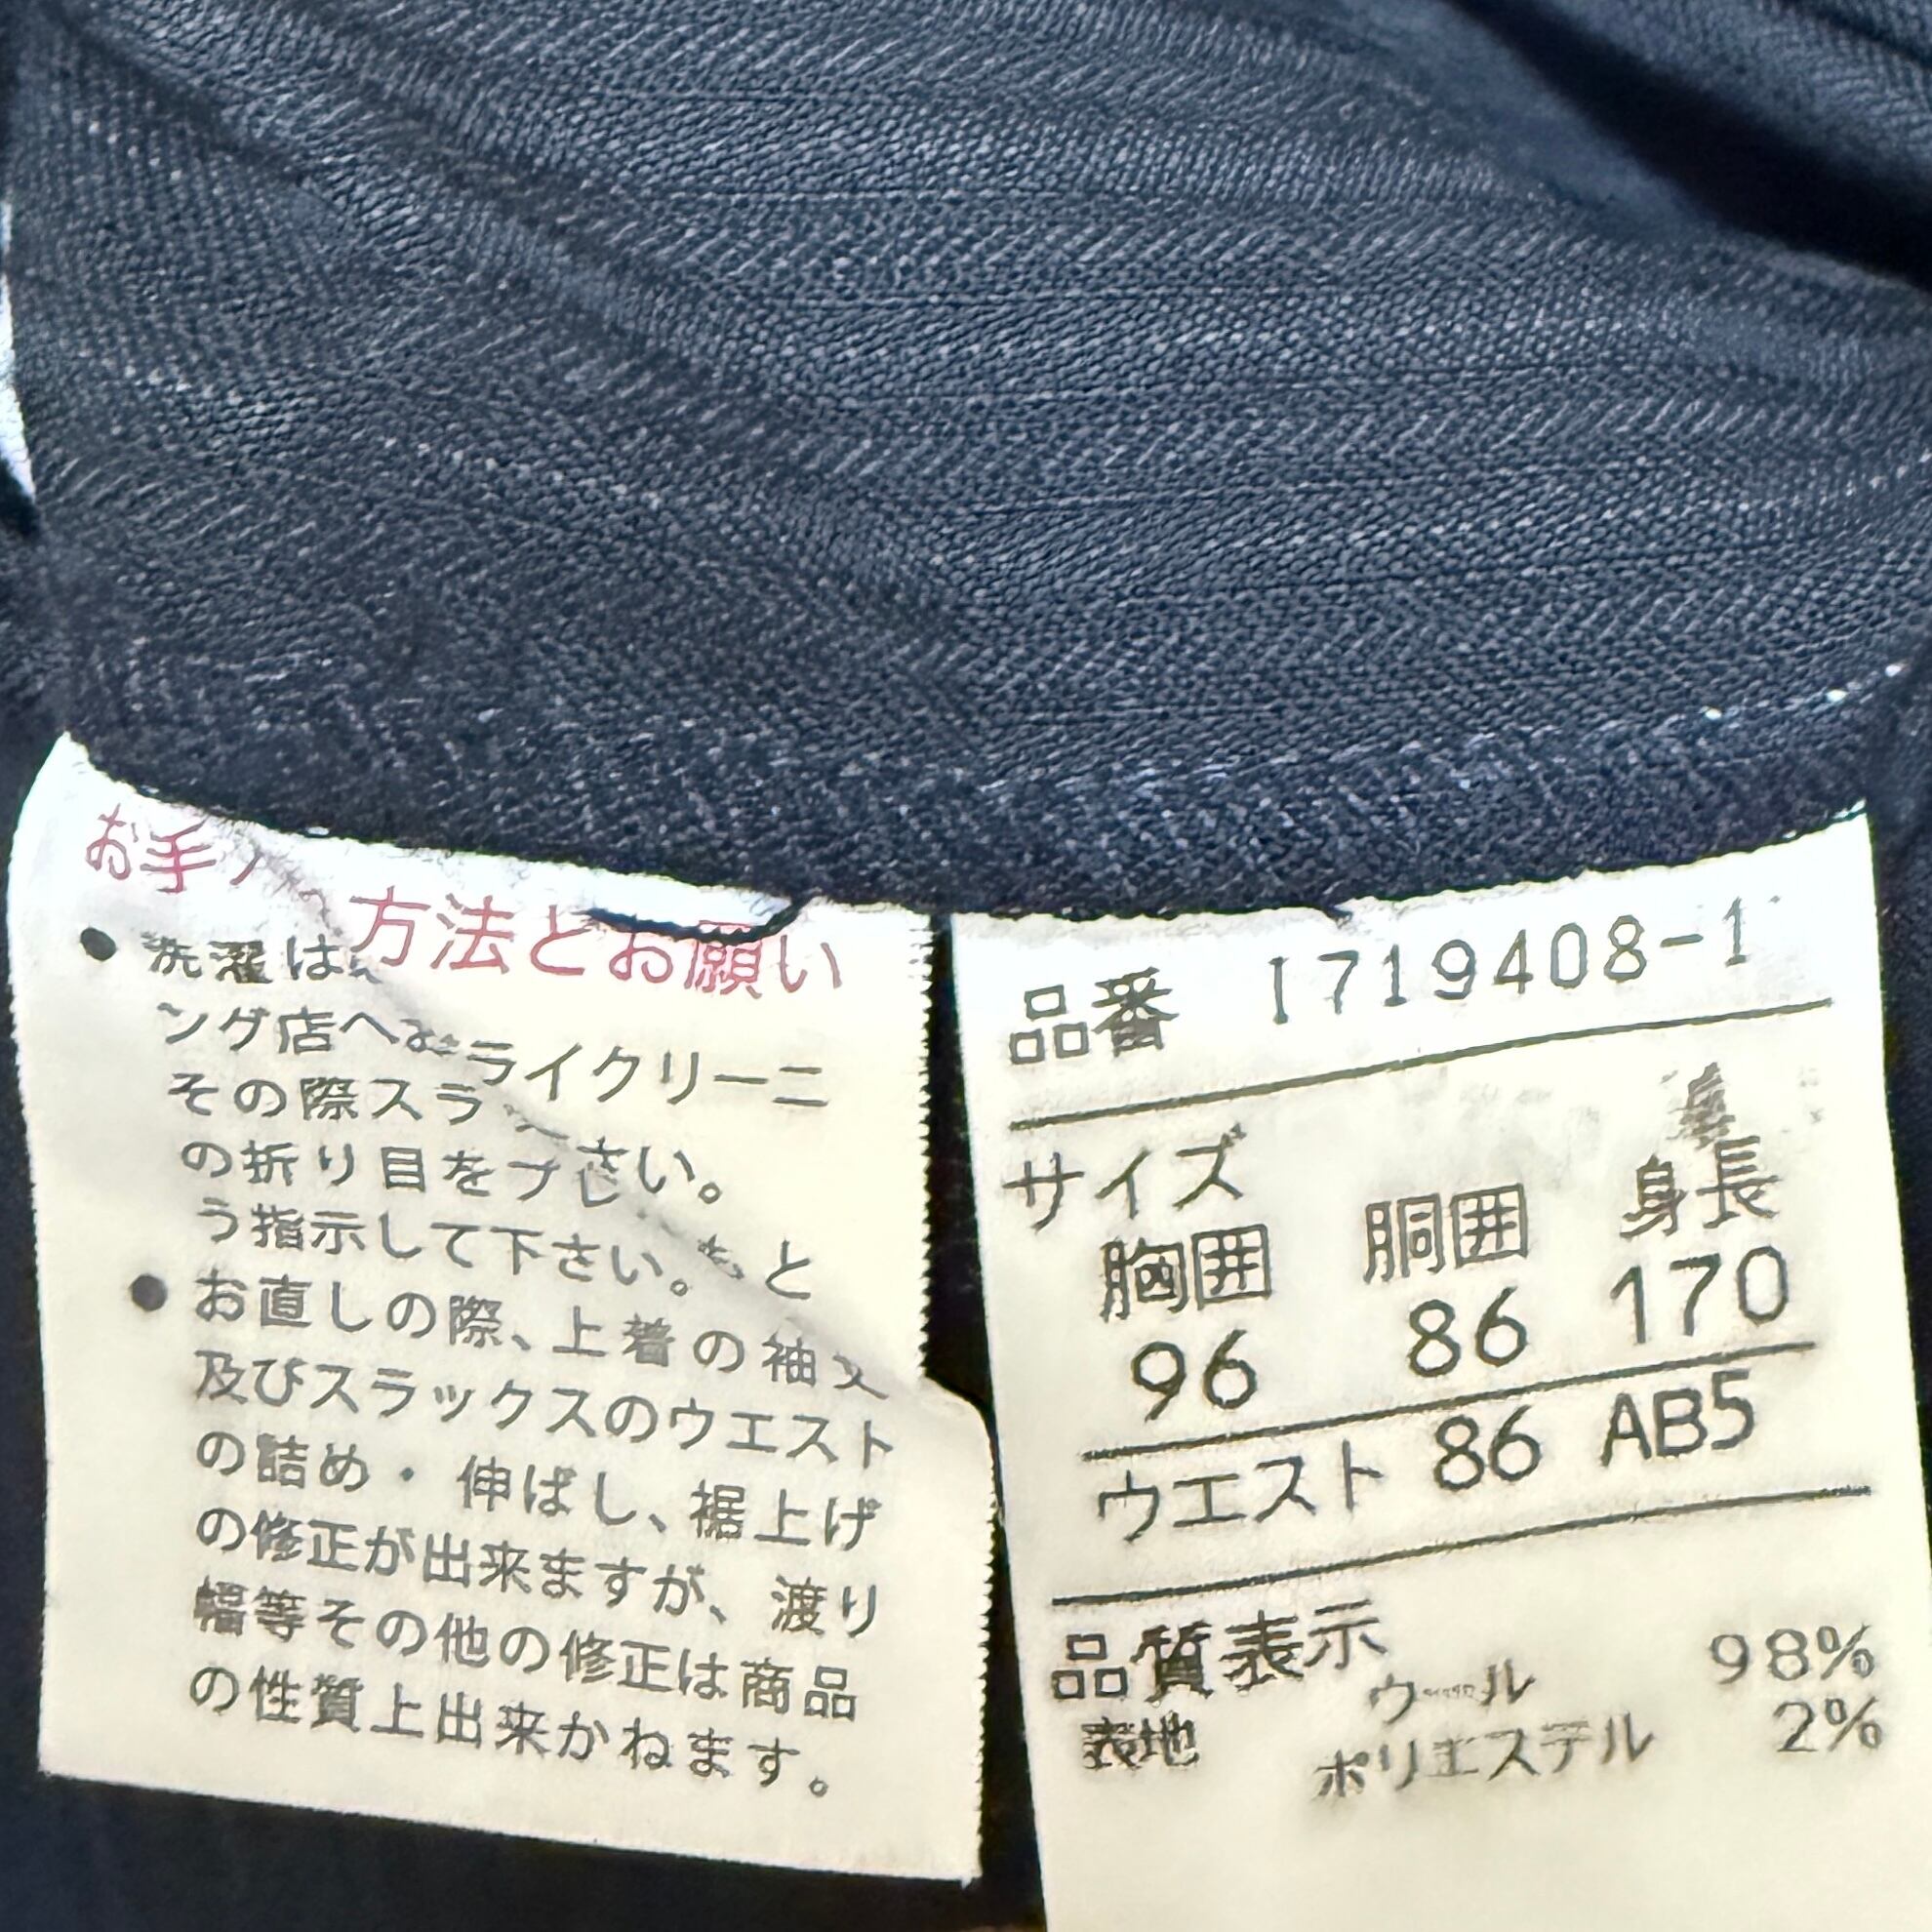 お手 方法とお願い
● 洗濯は ライクリーニ
ング店へ さい。
その際スラ と
の折り目を
う指示して下さい。
● お直しの際、上着の袖丈
及びスラックスのウエスト
の詰め・伸ばし、裾上げ
の修正が出来ますが、渡り
幅等その他の修正は商品
の性質上出来かねます。
品番 I719408-1
サイズ
胸囲 胴囲 身長
96 86 170
ウエスト 86 AB5
品質表示
表地 ウール 98%
ポリエステル 2%